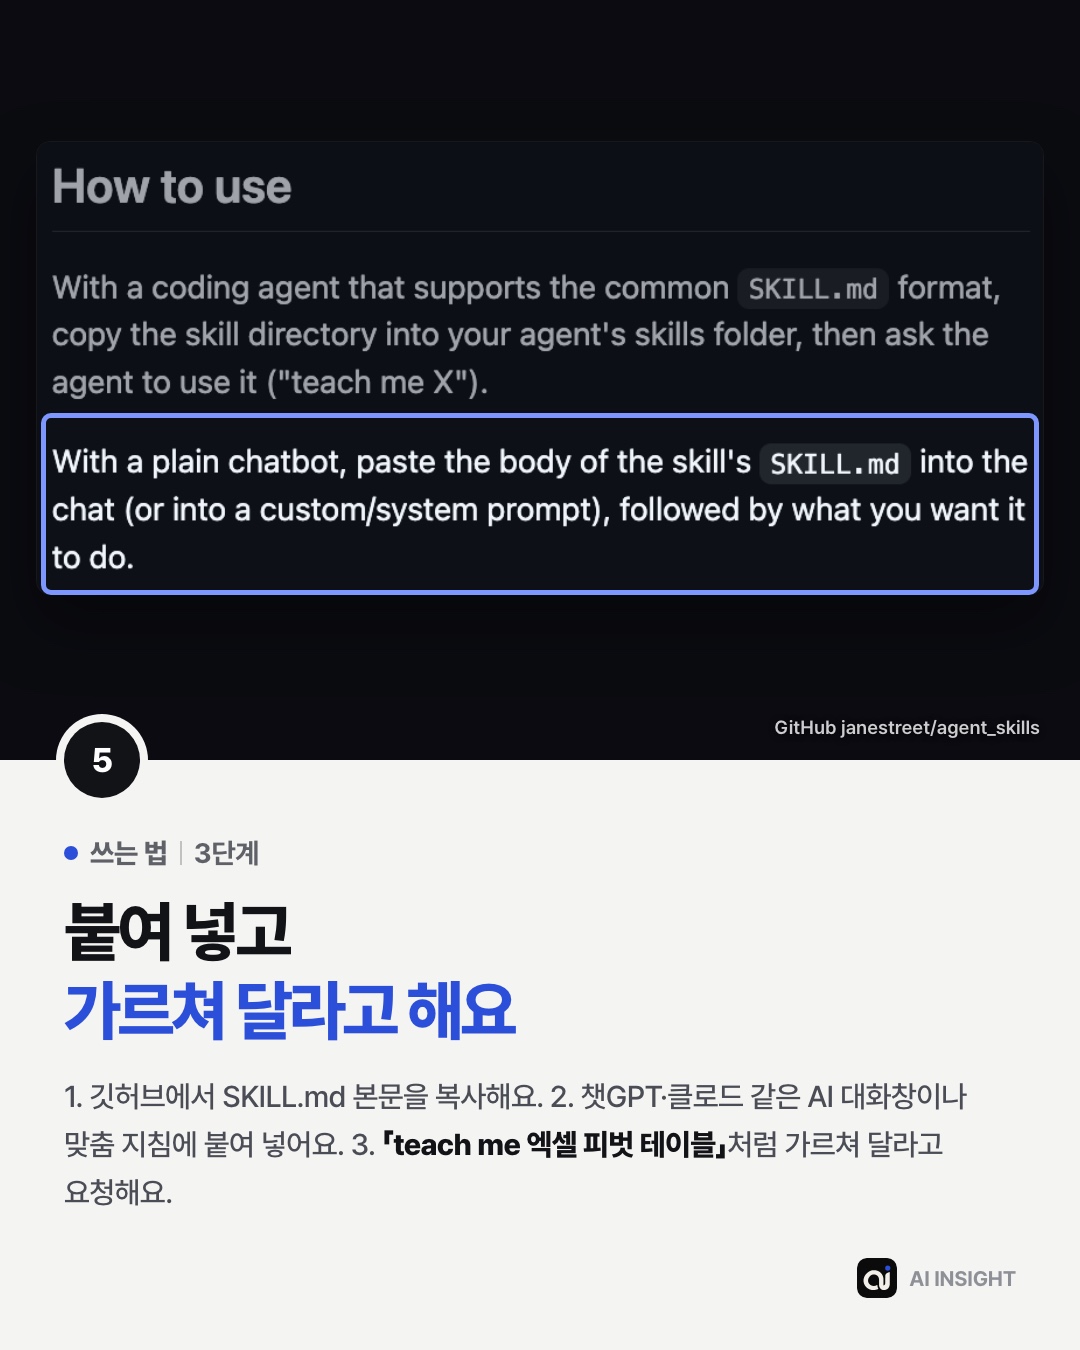 How to use
With a coding agent that supports the common SKILL.md format,
copy the skill directory into your agent's skills folder, then ask the
agent to use it ("teach me X").
With a plain chatbot, paste the body of the skill's SKILL.md into the
chat (or into a custom/system prompt), followed by what you want it
to do.
GitHub janestreet/agent_skills
5
쓰는 법 | 3단계
붙여 넣고
가르쳐 달라고 해요
1. 깃허브에서 SKILL.md 본문을 복사해요. 2. 챗GPT·클로드 같은 AI 대화창이나
맞춤 지침에 붙여 넣어요. 3. 「teach me 엑셀 피벗 테이블」처럼 가르쳐 달라고
요청해요.
ai AI INSIGHT